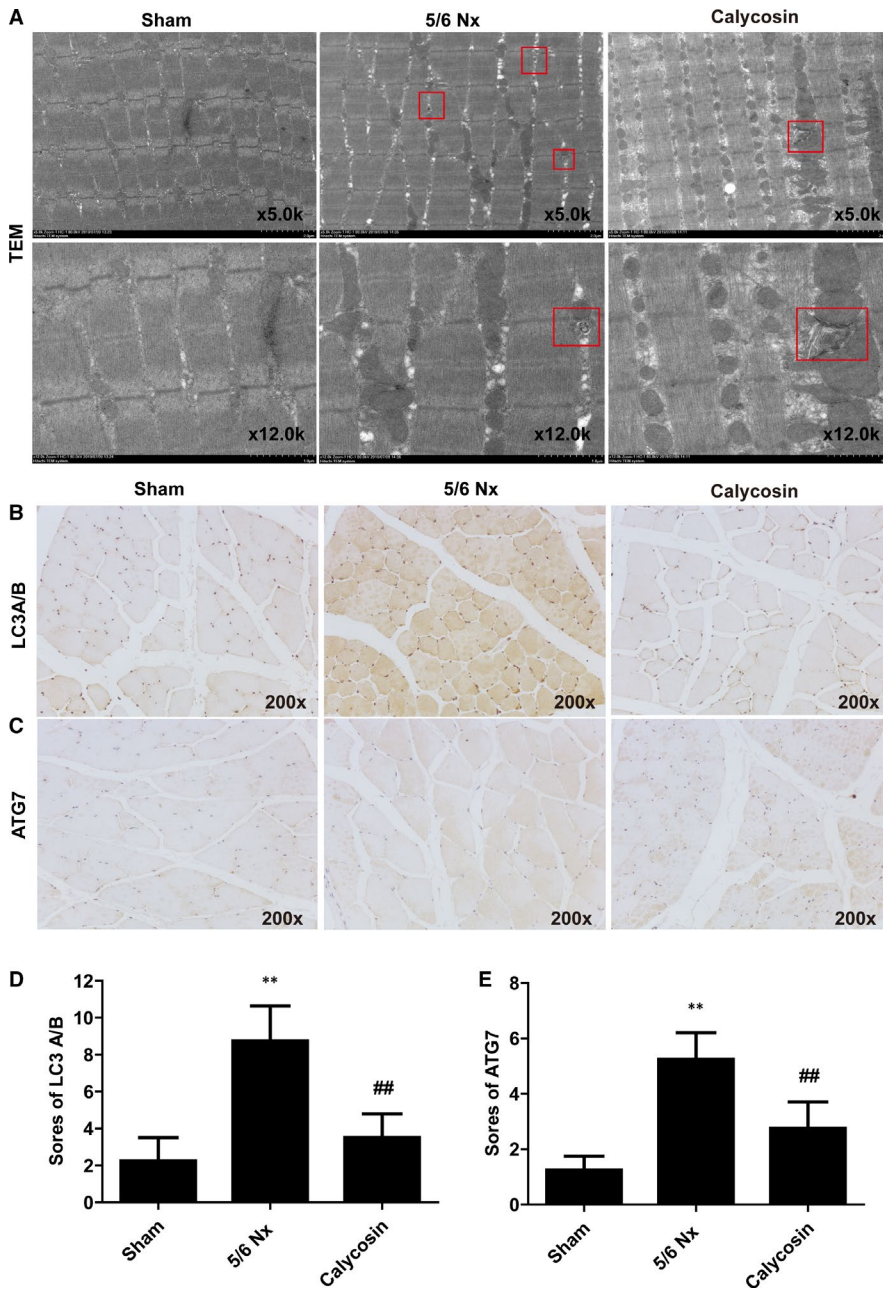 A
Sham
5/6 Nx
Calycosin
TEM
x5.0k
x5.0k
x5.0k
x12.0k
x12.0k
x12.0k
Sham
5/6 Nx
Calycosin
B
LC3A/B
200x
200x
200x
C
ATG7
200x
200x
200x
D
Sores of LC3 A/B
12
10
8
6
4
2
0
**
##
Sham
5/6 Nx
Calycosin
E
Sores of ATG7
8
6
4
2
0
**
##
Sham
5/6 Nx
Calycosin